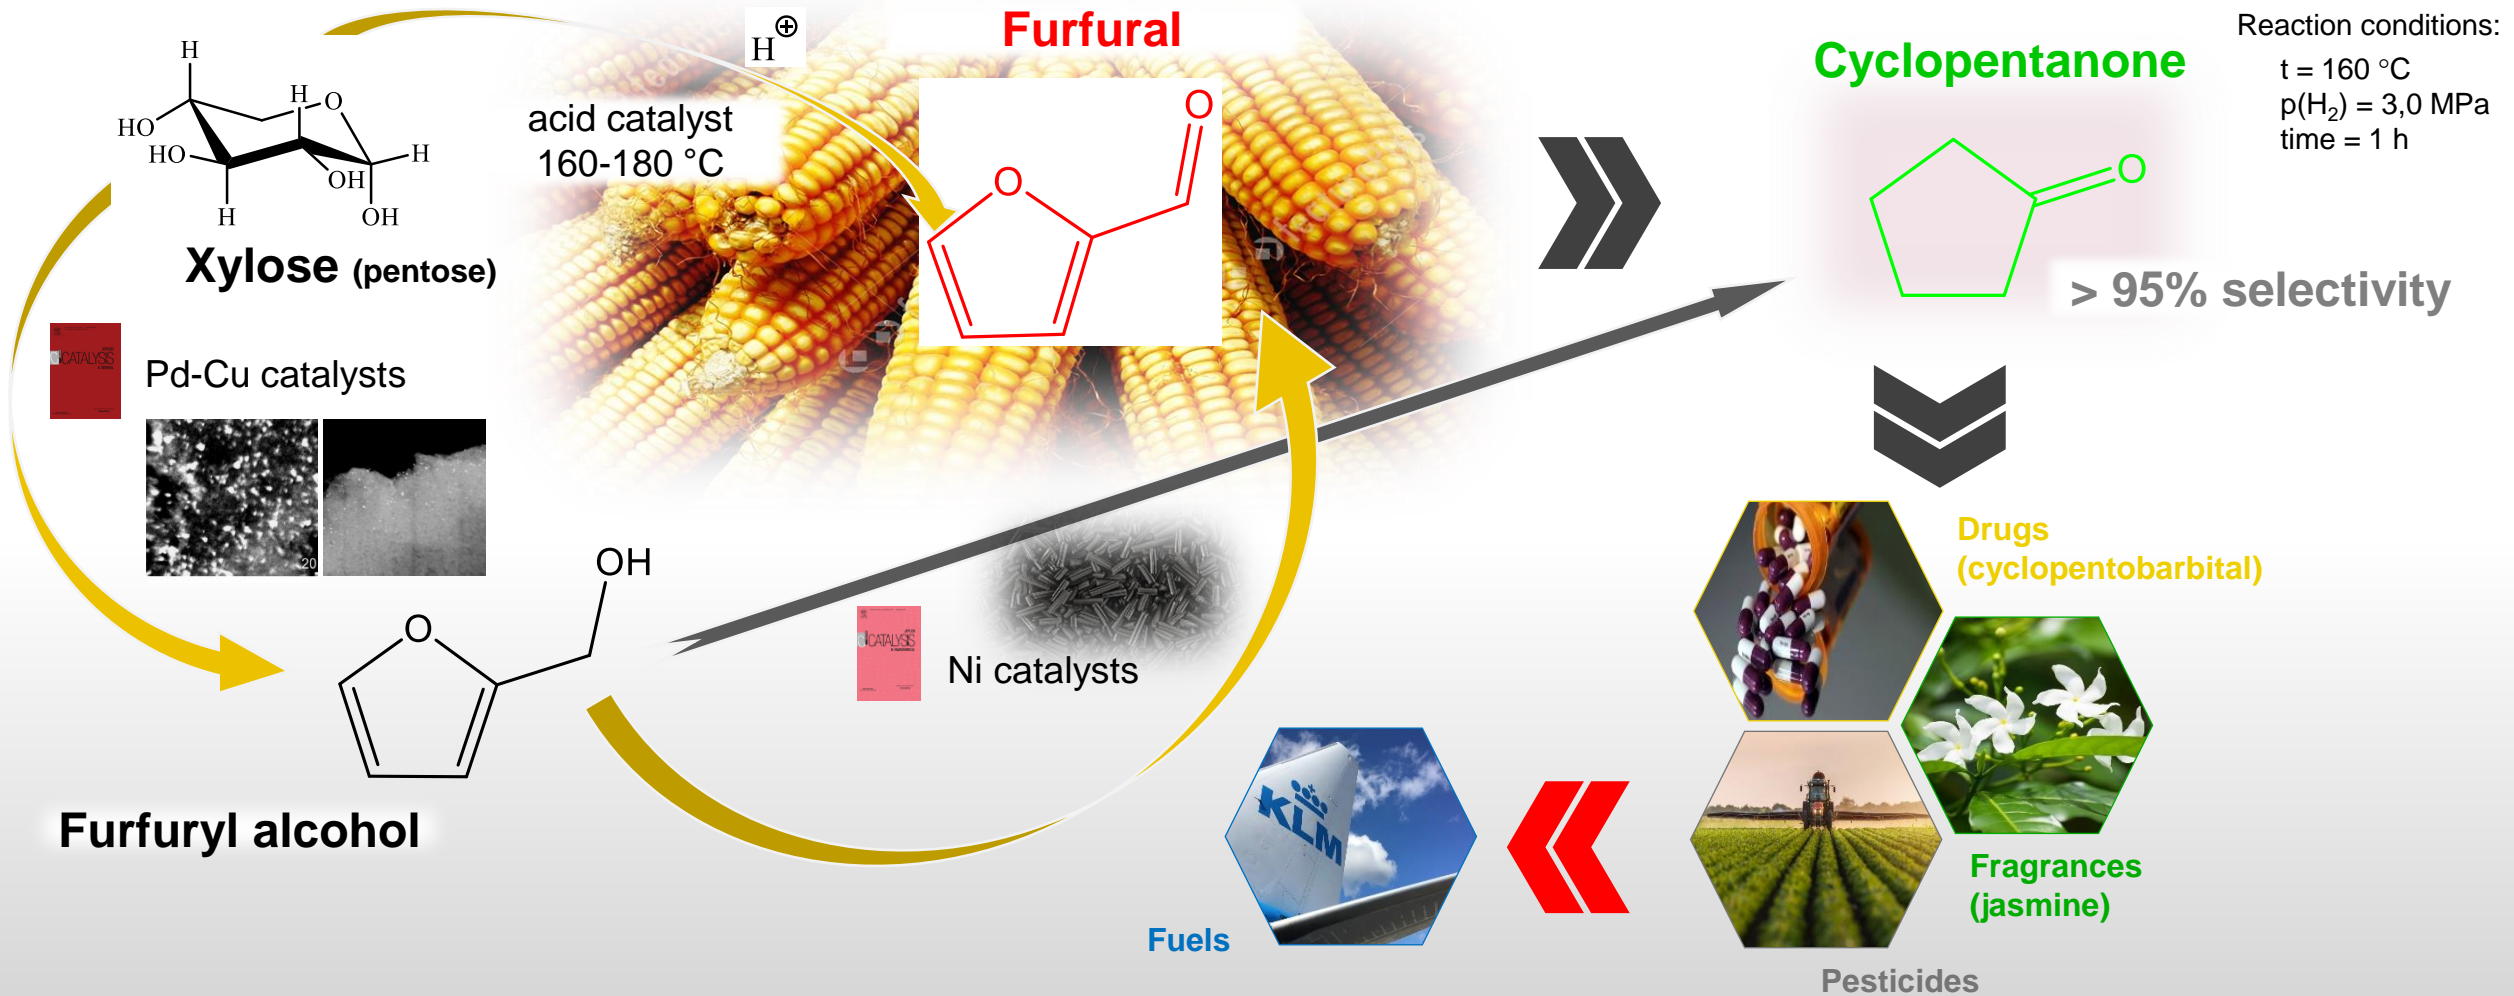 Furfural
H⊕
acid catalyst
160-180 °C
O
O
H
H
O
HO
HO
H
OH
H
OH
Xylose (pentose)
CATALYSIS
Pd-Cu catalysts
20
OH
O
Furfuryl alcohol
CATALYSIS
Ni catalysts
Cyclopentanone
O
> 95% selectivity
Reaction conditions:
t = 160 °C
p(H₂) = 3,0 MPa
time = 1 h
Drugs
(cyclopentobarbital)
Fragrances
(jasmine)
Pesticides
KLM
Fuels